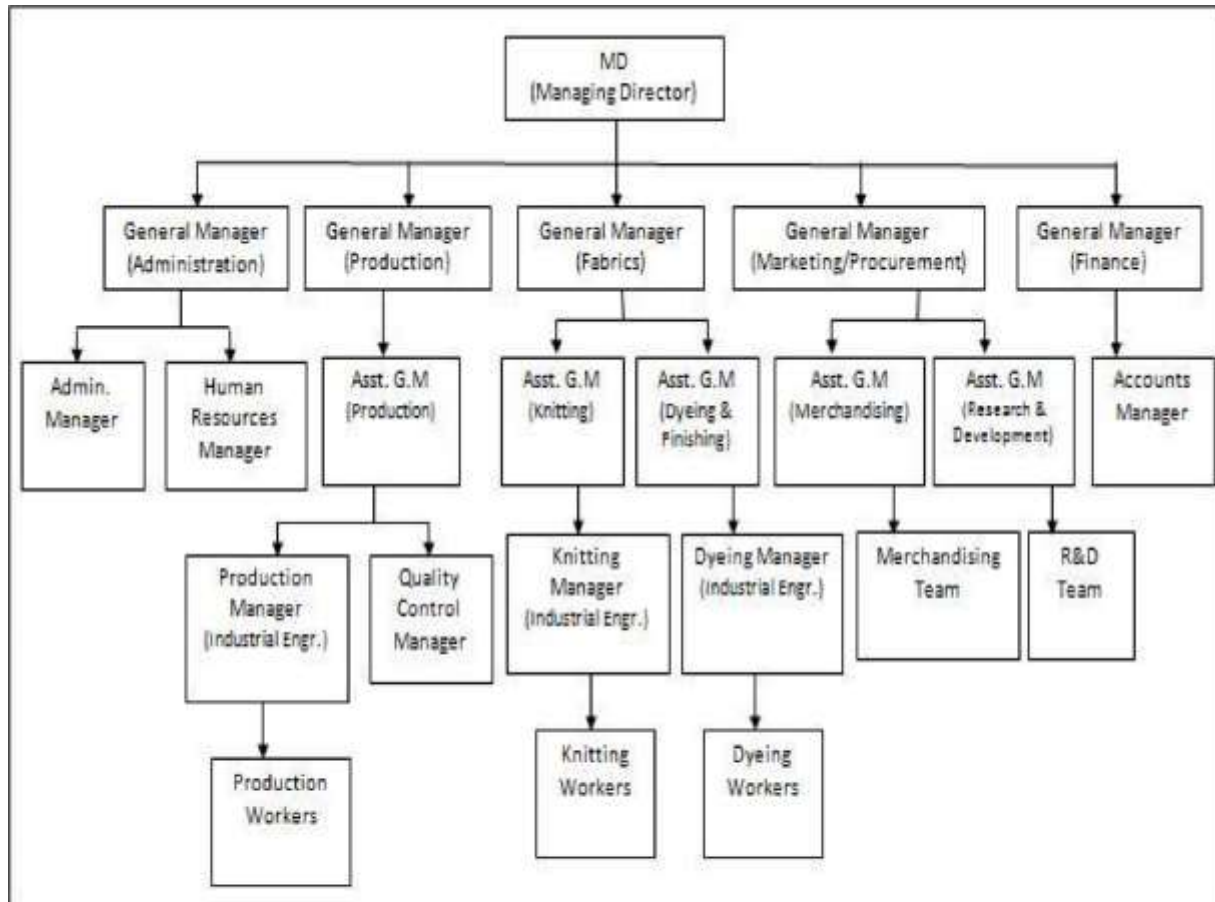 MD
(Managing Director)
General Manager
(Administration)
General Manager
(Production)
General Manager
(Fabrics)
General Manager
(Marketing/Procurement)
General Manager
(Finance)
Admin.
Manager
Human
Resources
Manager
Asst. G.M
(Production)
Asst. G.M
(Knitting)
Asst. G.M
(Dyeing &
Finishing)
Asst. G.M
(Merchandising)
Asst. G.M
(Research &
Development)
Accounts
Manager
Production
Manager
(Industrial Engr.)
Quality
Control
Manager
Knitting
Manager
(Industrial Engr.)
Dyeing Manager
(Industrial Engr.)
Merchandising
Team
R&D
Team
Production
Workers
Knitting
Workers
Dyeing
Workers